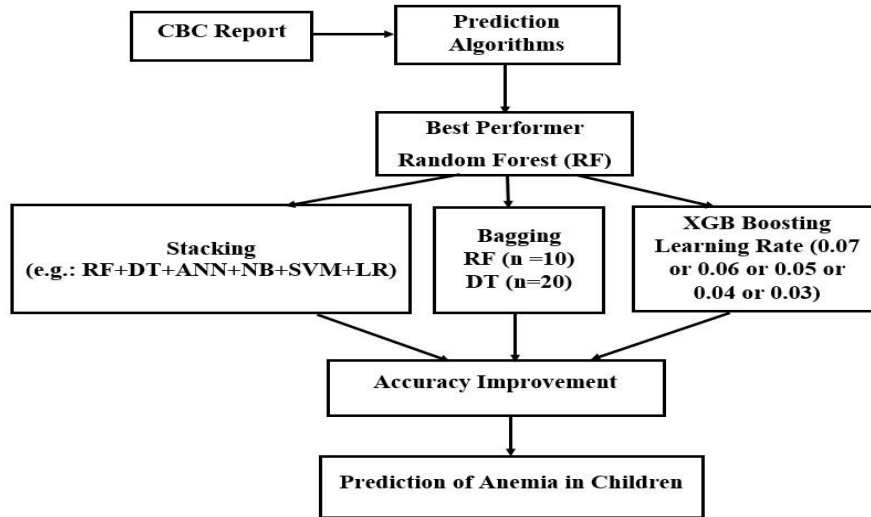 CBC Report
Prediction
Algorithms
Best Performer
Random Forest (RF)
Stacking
(e.g.: RF+DT+ANN+NB+SVM+LR)
Bagging
RF (n =10)
DT (n=20)
XGB Boosting
Learning Rate (0.07
or 0.06 or 0.05 or
0.04 or 0.03)
Accuracy Improvement
Prediction of Anemia in Children